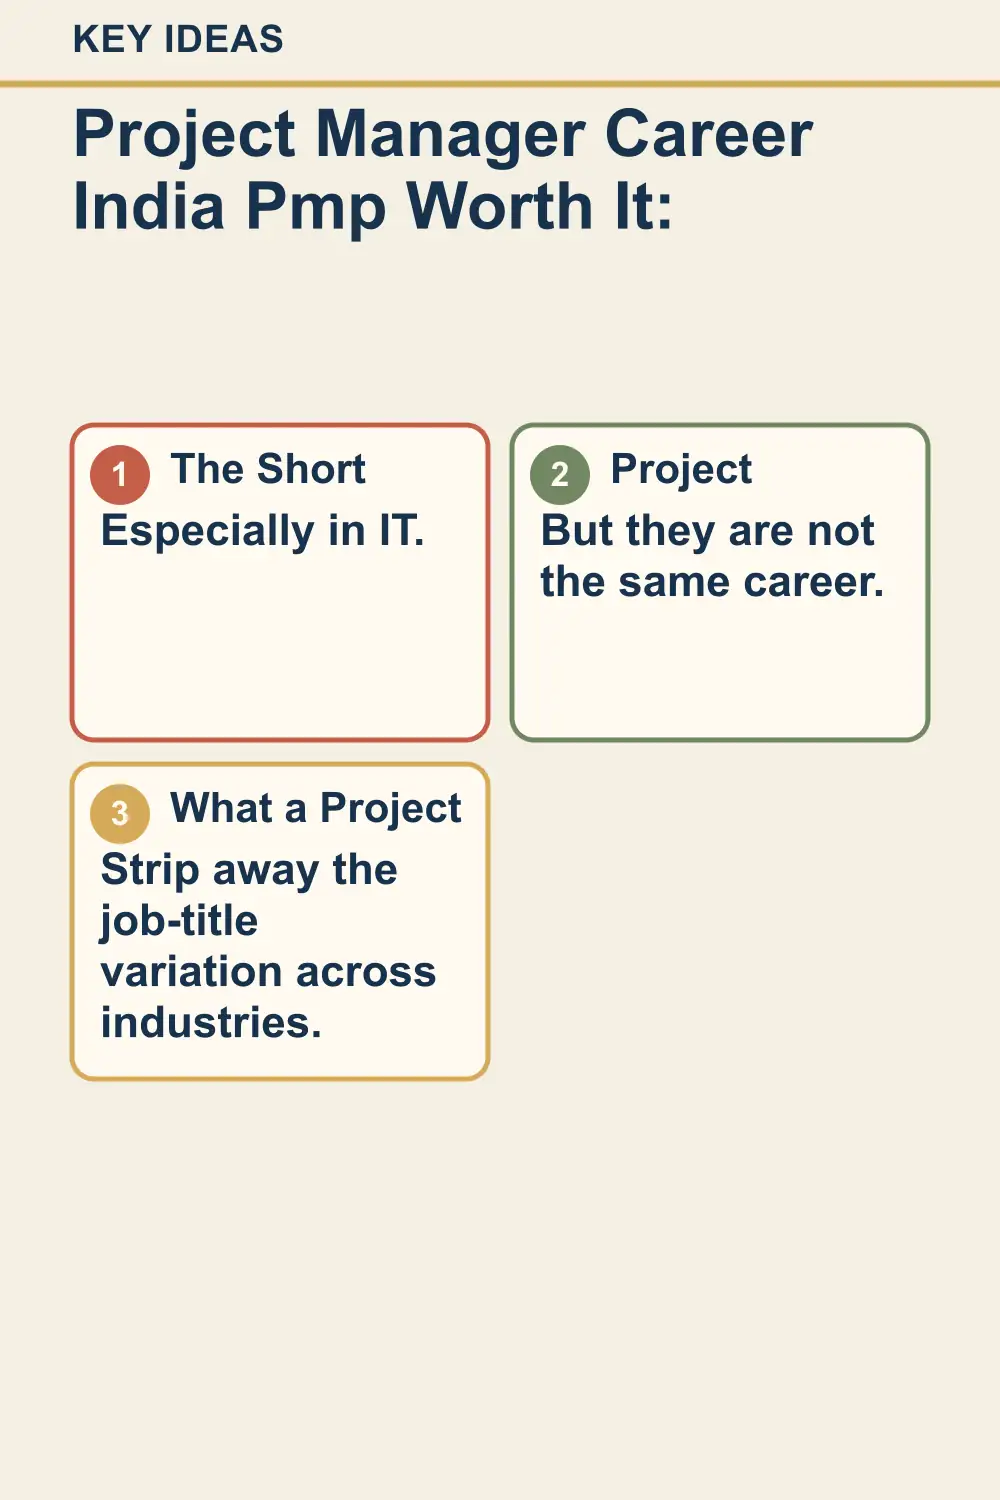 KEY IDEAS
Project Manager Career
India Pmp Worth It:
1 The Short
Especially in IT.
2 Project
But they are not
the same career.
3 What a Project
Strip away the
job-title
variation across
industries.